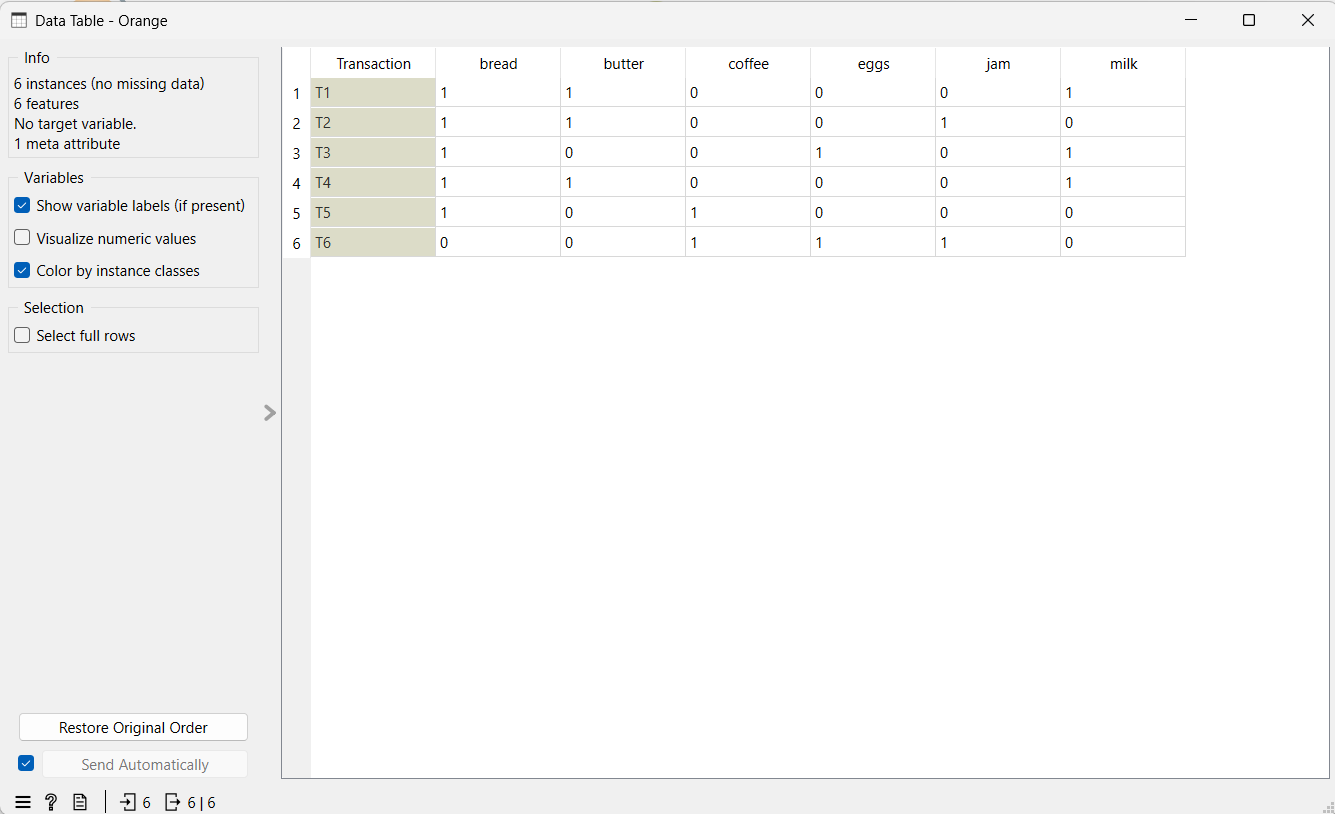 Data Table - Orange
Info
6 instances (no missing data)
6 features
No target variable.
1 meta attribute
Variables
Show variable labels (if present)
Visualize numeric values
Color by instance classes
Selection
Select full rows
Restore Original Order
Send Automatically
? 6 6 | 6
Transaction bread butter coffee eggs jam milk
1 T1 1 1 0 0 0 1
2 T2 1 1 0 0 1 0
3 T3 1 0 0 1 0 1
4 T4 1 1 0 0 0 1
5 T5 1 0 1 0 0 0
6 T6 0 0 1 1 1 0